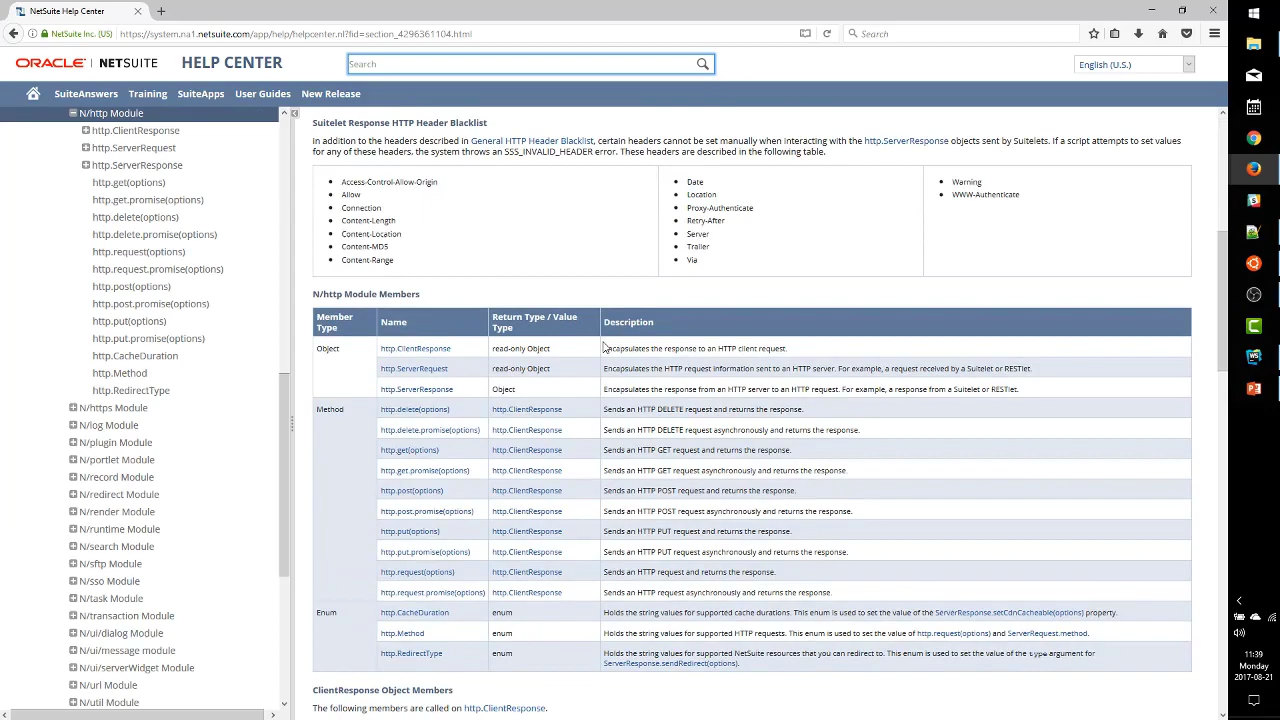 NetSuite Help Center
NetSuite Inc. (US)
https://system.na1.netsuite.com/app/help/helpcenter.nl?fid=section_4296361104.html
Search
ORACLE NETSUITE HELP CENTER
Search
English (U.S.)
SuiteAnswers Training SuiteApps User Guides New Release
N/http Module
http.ClientResponse
http.ServerRequest
http.ServerResponse
http.get(options)
http.get.promise(options)
http.delete(options)
http.delete.promise(options)
http.request(options)
http.request.promise(options)
http.post(options)
http.post.promise(options)
http.put(options)
http.put.promise(options)
http.CacheDuration
http.Method
http.RedirectType
N/https Module
N/log Module
N/plugin Module
N/portlet Module
N/record Module
N/redirect Module
N/render Module
N/runtime Module
N/search Module
N/sftp Module
N/sso Module
N/task Module
N/transaction Module
N/ui/dialog Module
N/ui/message module
N/ui/serverWidget Module
N/url Module
N/util Module
Suitelet Response HTTP Header Blacklist
In addition to the headers described in General HTTP Header Blacklist, certain headers cannot be set manually when interacting with the http.ServerResponse objects sent by Suitelets. If a script attempts to set values
for any of these headers, the system throws an SSS_INVALID_HEADER error. These headers are described in the following table.
Access-Control-Allow-Origin
Allow
Connection
Content-Length
Content-Location
Content-MD5
Content-Range
Date
Location
Proxy-Authenticate
Retry-After
Server
Trailer
Via
Warning
WWW-Authenticate
N/http Module Members
Member Type Name Return Type / Value Type Description
Object http.ClientResponse read-only Object Encapsulates the response to an HTTP client request.
http.ServerRequest read-only Object Encapsulates the HTTP request information sent to an HTTP server. For example, a request received by a Suitelet or RESTlet.
http.ServerResponse Object Encapsulates the response from an HTTP server to an HTTP request. For example, a response from a Suitelet or RESTlet.
Method http.delete(options) http.ClientResponse Sends an HTTP DELETE request and returns the response.
http.delete.promise(options) http.ClientResponse Sends an HTTP DELETE request asynchronously and returns the response.
http.get(options) http.ClientResponse Sends an HTTP GET request and returns the response.
http.get.promise(options) http.ClientResponse Sends an HTTP GET request asynchronously and returns the response.
http.post(options) http.ClientResponse Sends an HTTP POST request and returns the response.
http.post.promise(options) http.ClientResponse Sends an HTTP POST request asynchronously and returns the response.
http.put(options) http.ClientResponse Sends an HTTP PUT request and returns the response.
http.put.promise(options) http.ClientResponse Sends an HTTP PUT request asynchronously and returns the response.
http.request(options) http.ClientResponse Sends an HTTP request and returns the response.
http.request.promise(options) http.ClientResponse Sends an HTTP request asynchronously and returns the response.
Enum http.CacheDuration enum Holds the string values for supported cache durations. This enum is used to set the value of the ServerResponse.setCdnCacheable(options) property.
http.Method enum Holds the string values for supported HTTP requests. This enum is used to set the value of http.request(options) and ServerRequest.method.
http.RedirectType enum Holds the string values for supported NetSuite resources that you can redirect to. This enum is used to set the value of the type argument for
ServerResponse.sendRedirect(options).
ClientResponse Object Members
The following members are called on http.ClientResponse.
11:39
Monday
2017-08-21